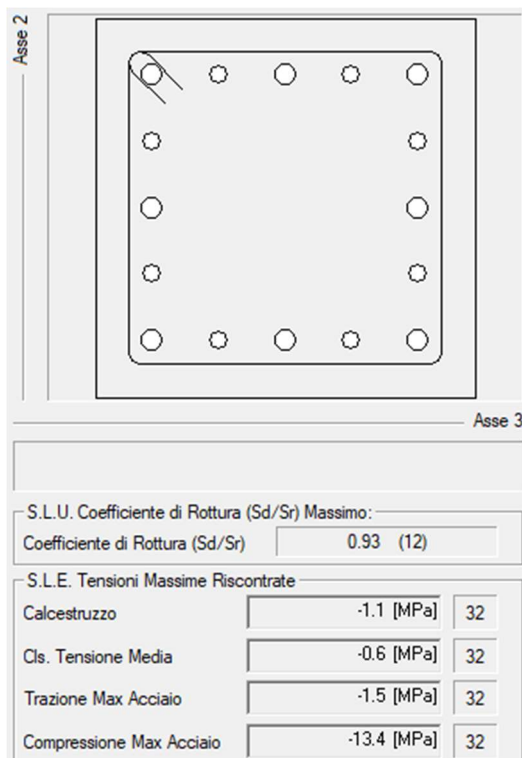 Asse 2
Asse 3
S.L.U. Coefficiente di Rottura (Sd/Sr) Massimo:
Coefficiente di Rottura (Sd/Sr) 0.93 (12)
S.L.E. Tensioni Massime Riscontrate
Calcestruzzo -1.1 [MPa] 32
Cls. Tensione Media -0.6 [MPa] 32
Trazione Max Acciaio -1.5 [MPa] 32
Compressione Max Acciaio -13.4 [MPa] 32